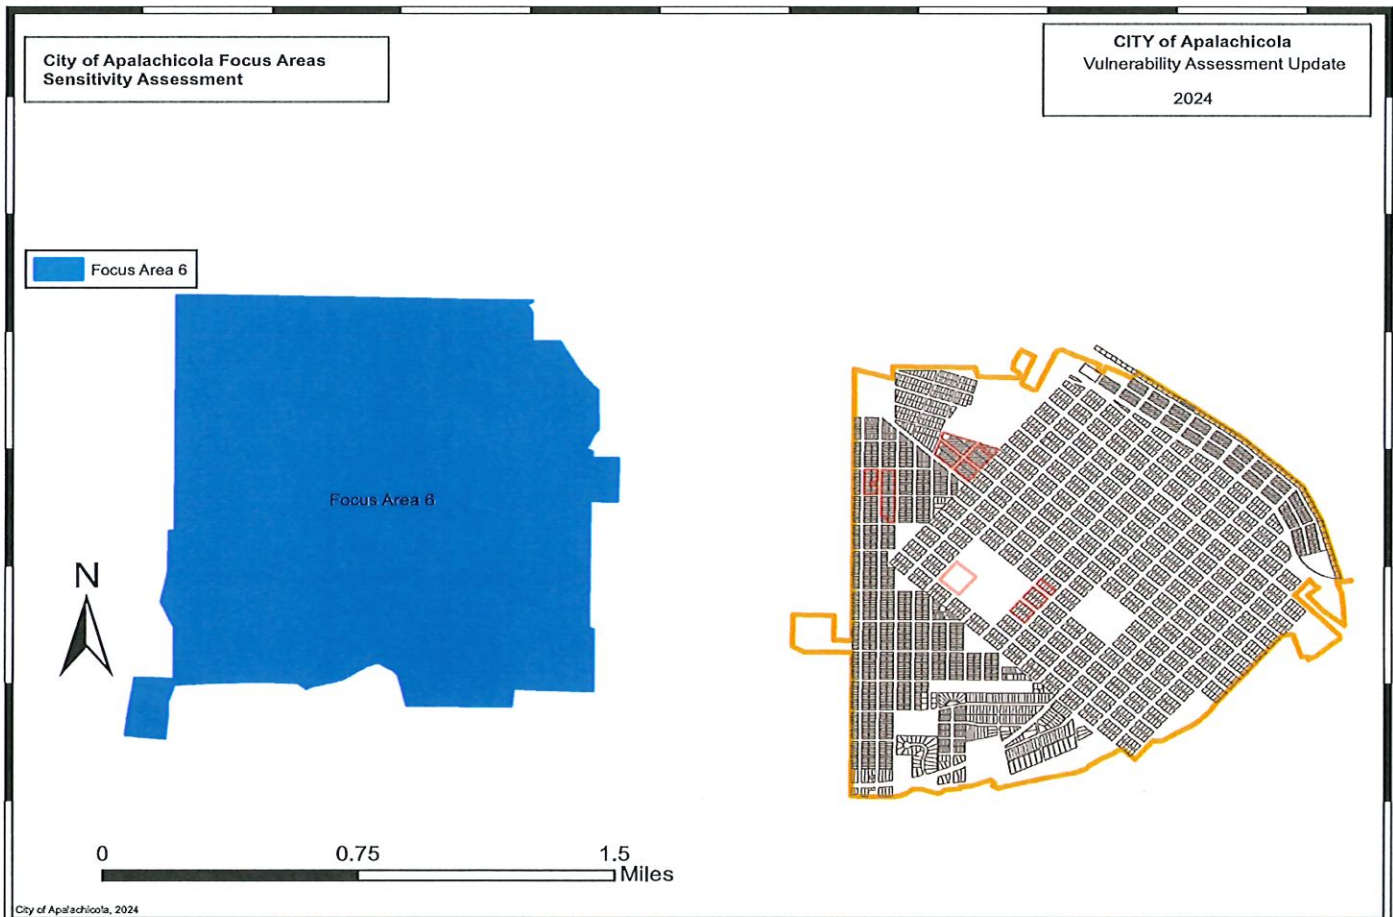 City of Apalachicola Focus Areas
Sensitivity Assessment
CITY of Apalachicola
Vulnerability Assessment Update
2024
Focus Area 6
Focus Area 6
N
0 0.75 1.5
Miles
City of Apalachicola, 2024